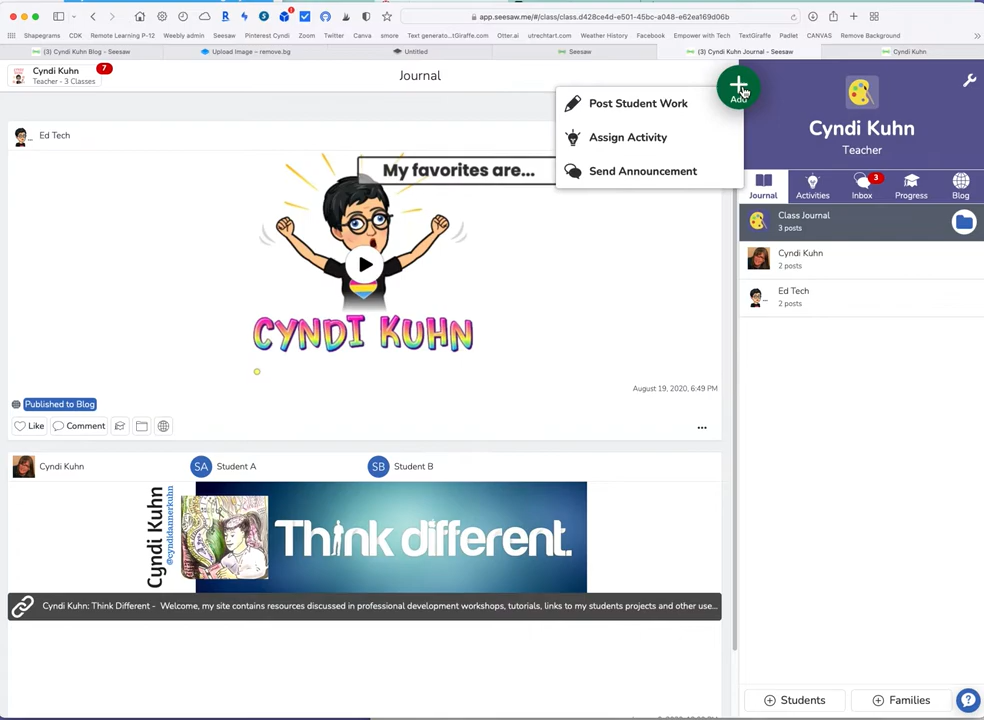 app.seesaw.me/#/class/class.d428ce4d-e501-45bc-a048-e62ea169d06b
Shapegrams CDK Remote Learning P-12 Weebly admin Seesaw Pinterest Cyndi Zoom Twitter Canva smore Text generato...tGiraffe.com Otter.ai utrechtart.com Weather History Facebook Empower with Tech TextGiraffe Padlet CANVAS Remove Background
(3) Cyndi Kuhn Blog - Seesaw
Upload Image – remove.bg
Untitled
Seesaw
(3) Cyndi Kuhn Journal - Seesaw
Cyndi Kuhn
Cyndi Kuhn
Teacher - 3 Classes
7
Journal
Add
Post Student Work
Assign Activity
Send Announcement
Cyndi Kuhn
Teacher
Journal
Activities
Inbox
3
Progress
Blog
Class Journal
3 posts
Cyndi Kuhn
2 posts
Ed Tech
2 posts
Ed Tech
My favorites are...
CYNDI KUHN
August 19, 2020, 6:49 PM
Published to Blog
Like
Comment
Cyndi Kuhn
SA Student A
SB Student B
Cyndi Kuhn
@cyndidannerkuhn
Think different.
Cyndi Kuhn: Think Different - Welcome, my site contains resources discussed in professional development workshops, tutorials, links to my students projects and other use...
Students
Families
?